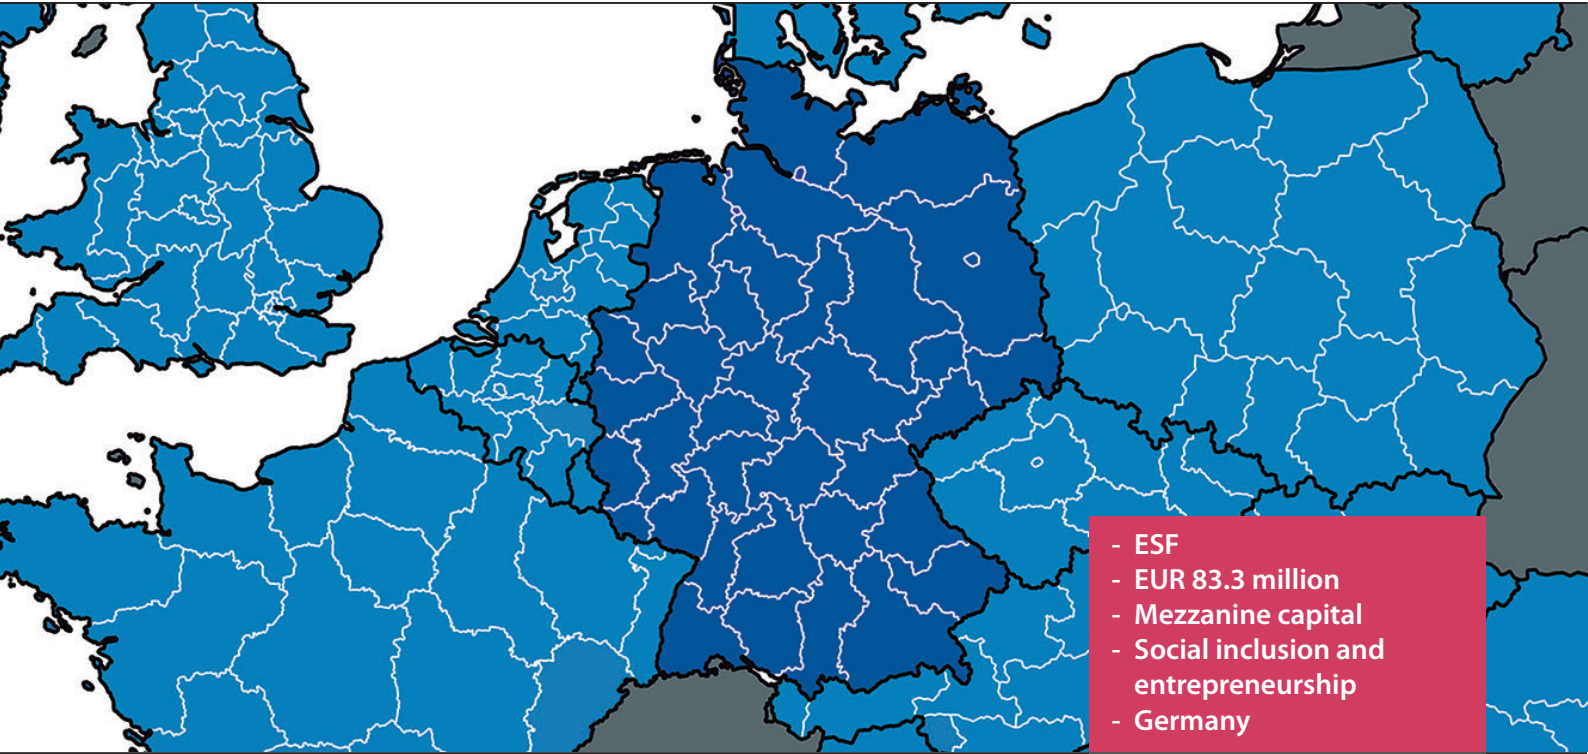 - ESF
- EUR 83.3 million
- Mezzanine capital
- Social inclusion and
entrepreneurship
- Germany